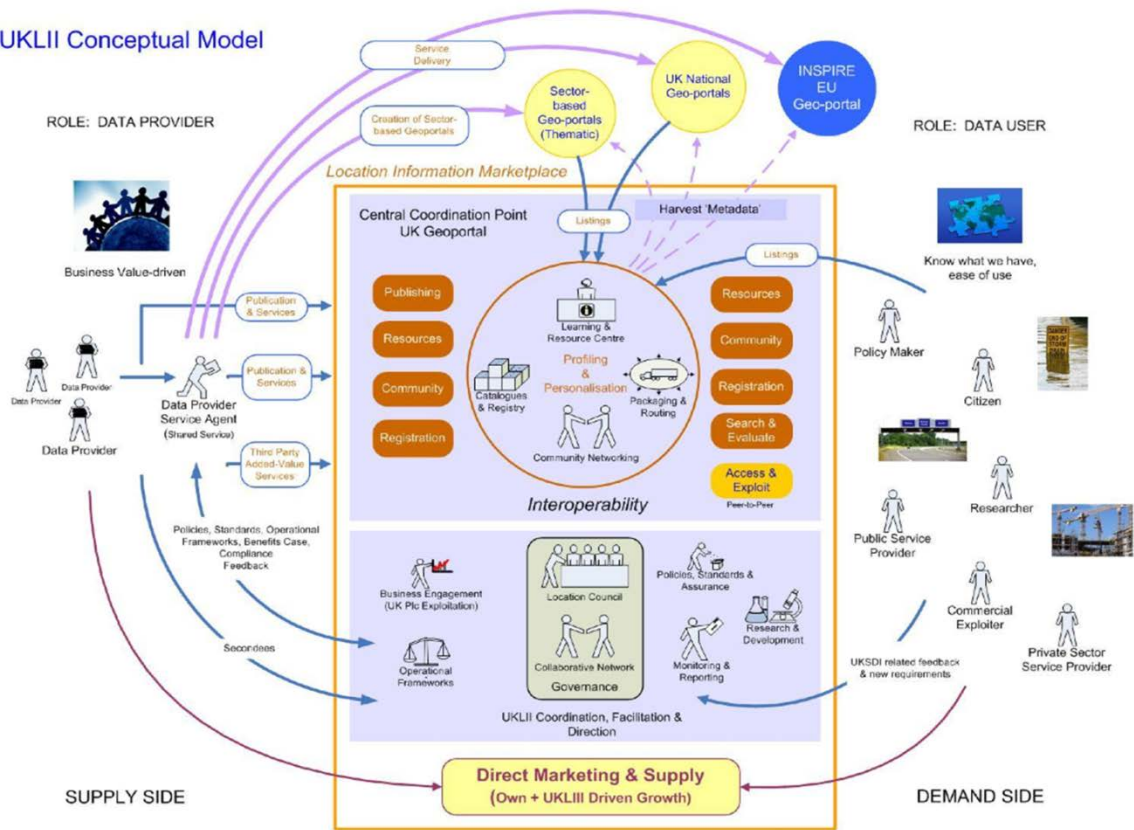 UKLII Conceptual Model
ROLE: DATA PROVIDER
Business Value-driven
Service
Delivery
Creation of Sector-
based Geoportals
Sector-
based
Geo-portals
(Thematic)
UK National
Geo-portals
INSPIRE
EU
Geo-portal
ROLE: DATA USER
Know what we have,
ease of use
Location Information Marketplace
Central Coordination Point
UK Geoportal
Listings
Harvest 'Metadata'
Listings
Publication
& Services
Publication
& Services
Third Party
Added-Value
Services
Data Provider
Data Provider
Data Provider
Data Provider
Service Agent
(Shared Service)
Publishing
Resources
Community
Registration
Learning &
Resource Centre
Profiling
&
Personalisation
Catalogues
& Registry
Packaging &
Routing
Community Networking
Interoperability
Resources
Community
Registration
Search &
Evaluate
Access &
Exploit
Peer-to-Peer
Policy Maker
Citizen
Researcher
Public Service
Provider
Commercial
Exploiter
Private Sector
Service Provider
Policies, Standards, Operational
Frameworks, Benefits Case,
Compliance
Feedback
Secondees
Business Engagement
(UK Plc Exploitation)
Operational
Frameworks
Location Council
Collaborative Network
Governance
Policies, Standards &
Assurance
Research &
Development
Monitoring &
Reporting
UKLII Coordination, Facilitation &
Direction
UKSDI related feedback
& new requirements
Direct Marketing & Supply
(Own + UKLIII Driven Growth)
SUPPLY SIDE
DEMAND SIDE